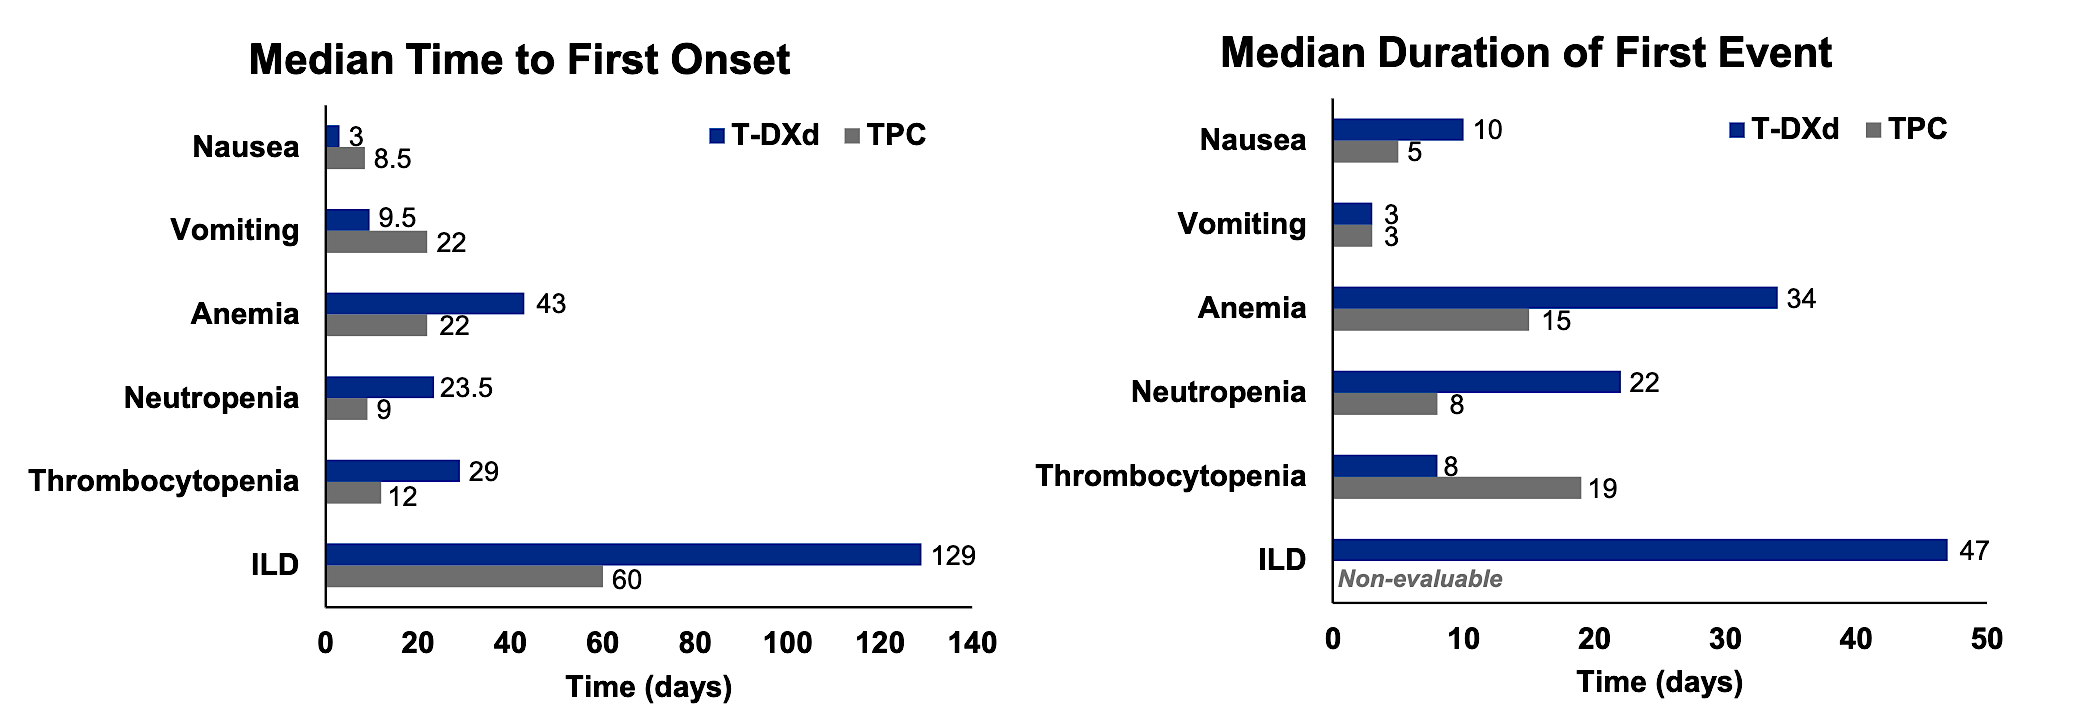 Median Time to First Onset
T-DXd TPC
Nausea 3
8.5
Vomiting 9.5
22
Anemia 43
22
Neutropenia 23.5
9
Thrombocytopenia 29
12
ILD 129
60
0 20 40 60 80 100 120 140
Time (days)
Median Duration of First Event
T-DXd TPC
Nausea 10
5
Vomiting 3
3
Anemia 34
15
Neutropenia 22
8
Thrombocytopenia 8
19
ILD 47
Non-evaluable
0 10 20 30 40 50
Time (days)